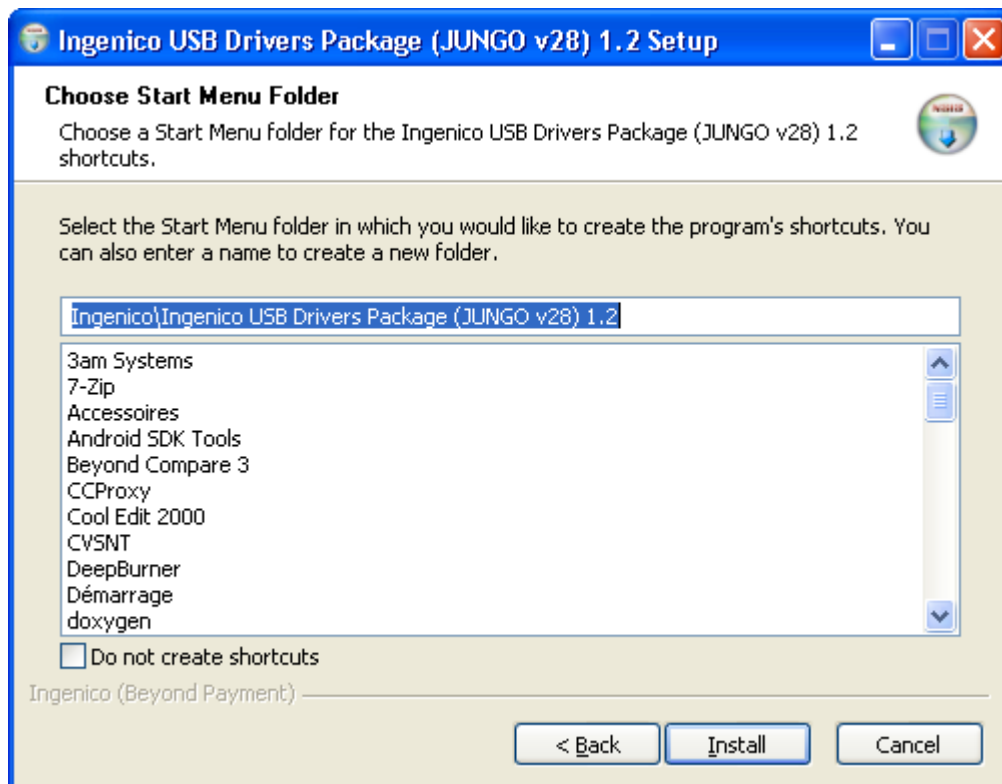 Ingenico USB Drivers Package (JUNGO v28) 1.2 Setup
Choose Start Menu Folder
Choose a Start Menu folder for the Ingenico USB Drivers Package (JUNGO v28) 1.2
shortcuts.
Select the Start Menu folder in which you would like to create the program's shortcuts. You
can also enter a name to create a new folder.
Ingenico\Ingenico USB Drivers Package (JUNGO v28) 1.2
3am Systems
7-Zip
Accessoires
Android SDK Tools
Beyond Compare 3
CCProxy
Cool Edit 2000
CVSNT
DeepBurner
Démarrage
doxygen
Do not create shortcuts
Ingenico (Beyond Payment)
< Back
Install
Cancel